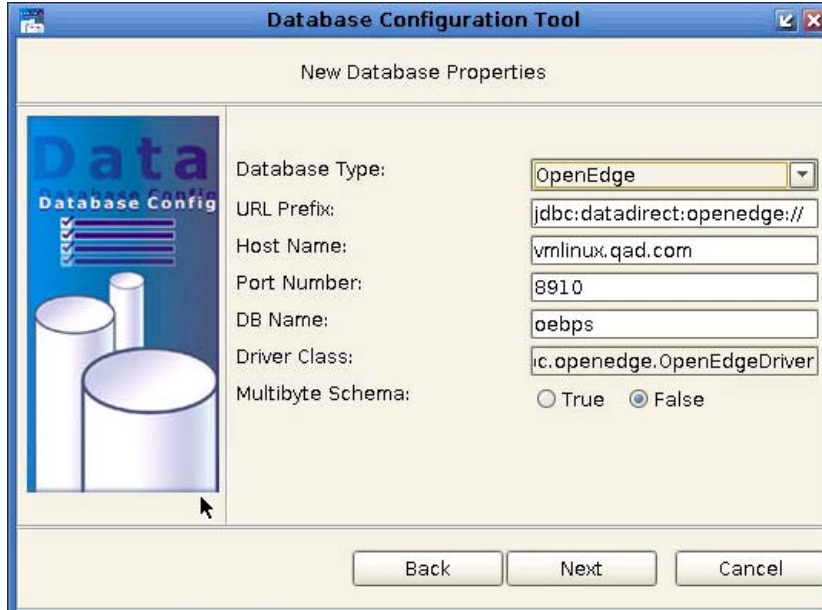 Database Configuration Tool
New Database Properties
Data
Database Config
Database Config
Database Type:
OpenEdge
URL Prefix:
jdbc:datadirect:openedge://
Host Name:
vmlinux.qad.com
Port Number:
8910
DB Name:
oebps
Driver Class:
c.openedge.OpenEdgeDriver
Multibyte Schema:
True
False
Back
Next
Cancel